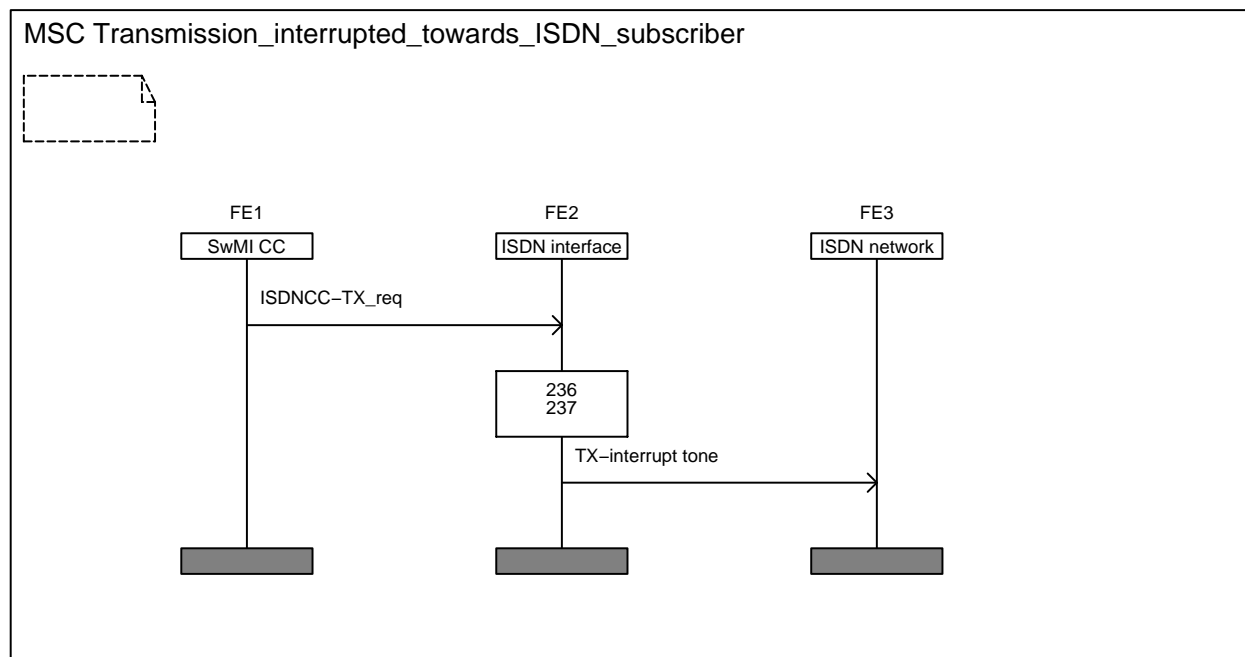 MSC Transmission_interrupted_towards_ISDN_subscriber
FE1 FE2 FE3
SwMI CC ISDN interface ISDN network
ISDNCC−TX_req
236
237
TX−interrupt tone